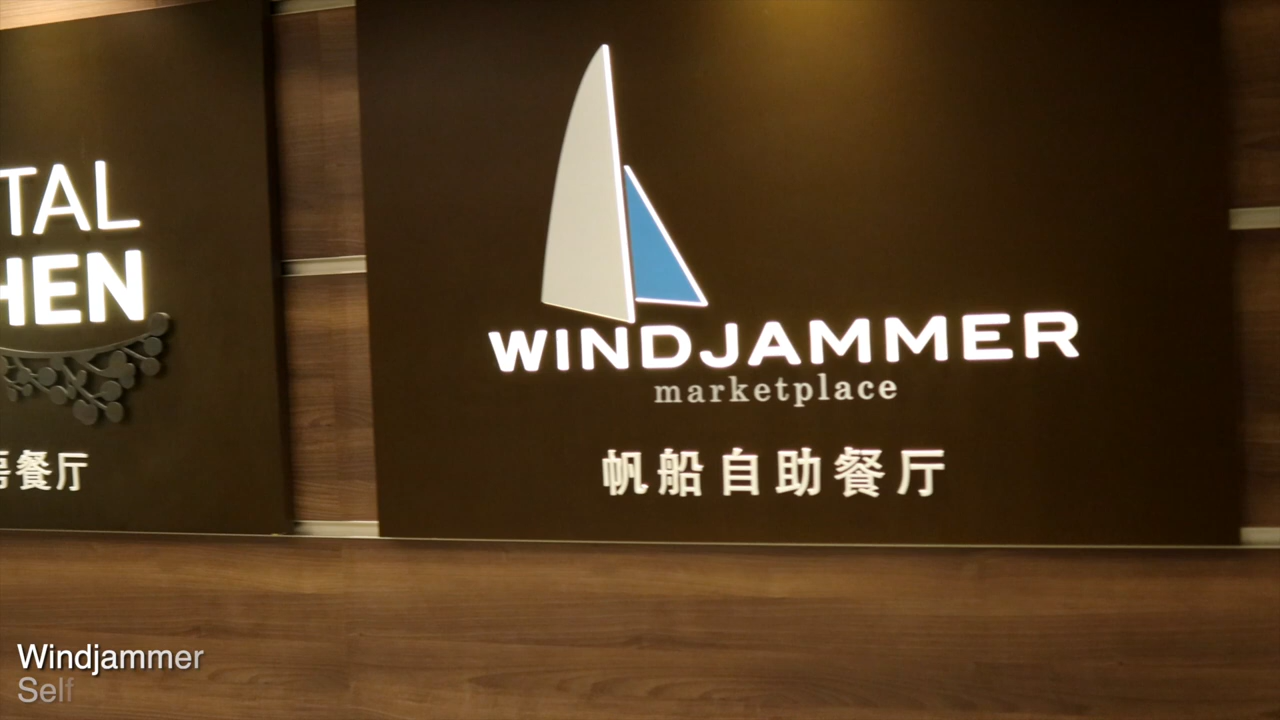 TAL
HEN
餐厅
WINDJAMMER
marketplace
帆船自助餐厅
Windjammer
Self